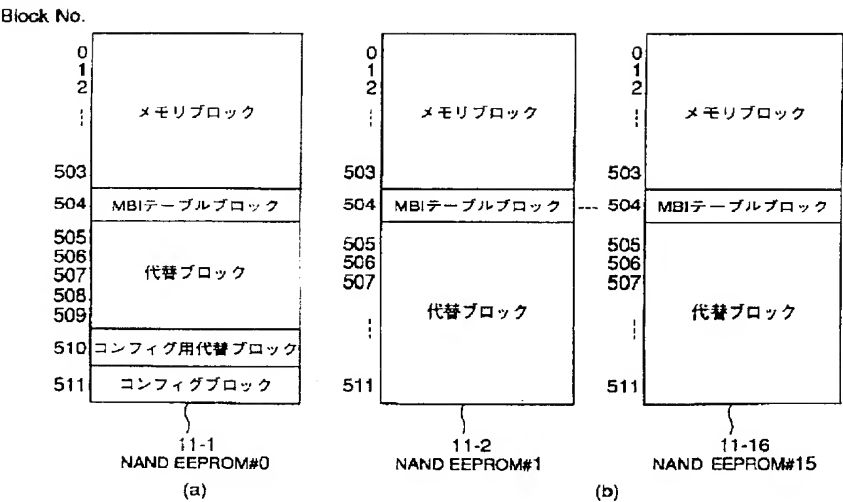 Block No.
0
1
2
メモリブロック
503
504
MBIテーブルブロック
505
506
507
508
509
代替ブロック
510
コンフィグ用代替ブロック
511
コンフィグブロック
11-1
NAND EEPROM#0
(a)
0
1
2
メモリブロック
503
504
MBIテーブルブロック
505
506
507
代替ブロック
511
11-2
NAND EEPROM#1
0
1
2
メモリブロック
503
504
MBIテーブルブロック
505
506
507
代替ブロック
511
11-16
NAND EEPROM#15
(b)